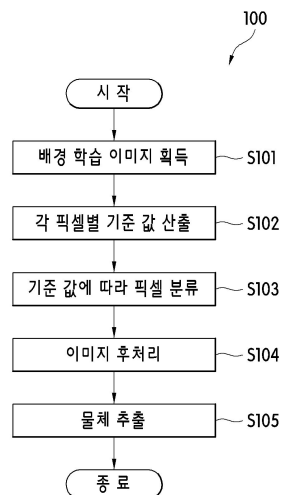 100
시 작
배경 학습 이미지 획득 S101
각 픽셀별 기준 값 산출 S102
기준 값에 따라 픽셀 분류 S103
이미지 후처리 S104
물체 추출 S105
종 료